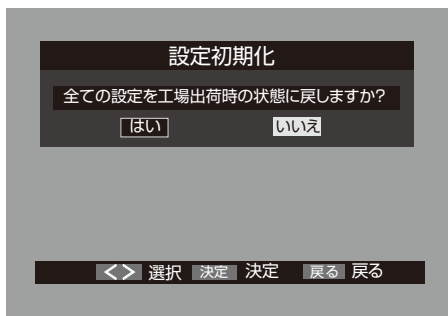 設定初期化
全ての設定を工場出荷時の状態に戻しますか?
はい いいえ
<> 選択 決定 決定 戻る 戻る